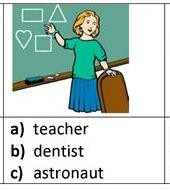 a) teacher
b) dentist
c) astronaut